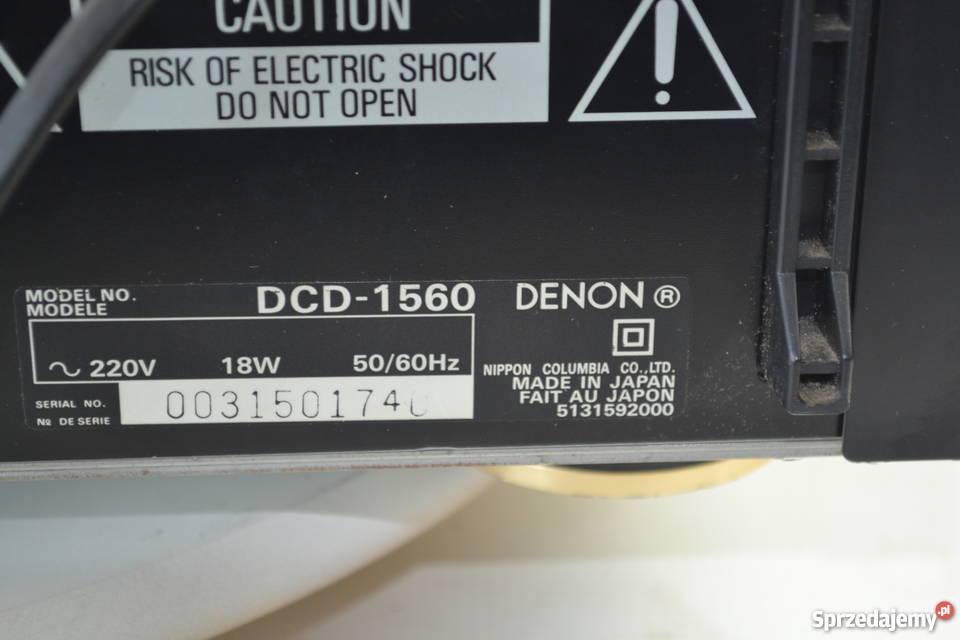 CAUTION
RISK OF ELECTRIC SHOCK
DO NOT OPEN
MODEL NO.
MODELE
DCD-1560
DENON ®
~ 220V 18W 50/60Hz
SERIAL NO.
№ DE SERIE
NIPPON COLUMBIA CO.,LTD.
MADE IN JAPAN
FAIT AU JAPON
5131592000
Sprzedajemy.pl